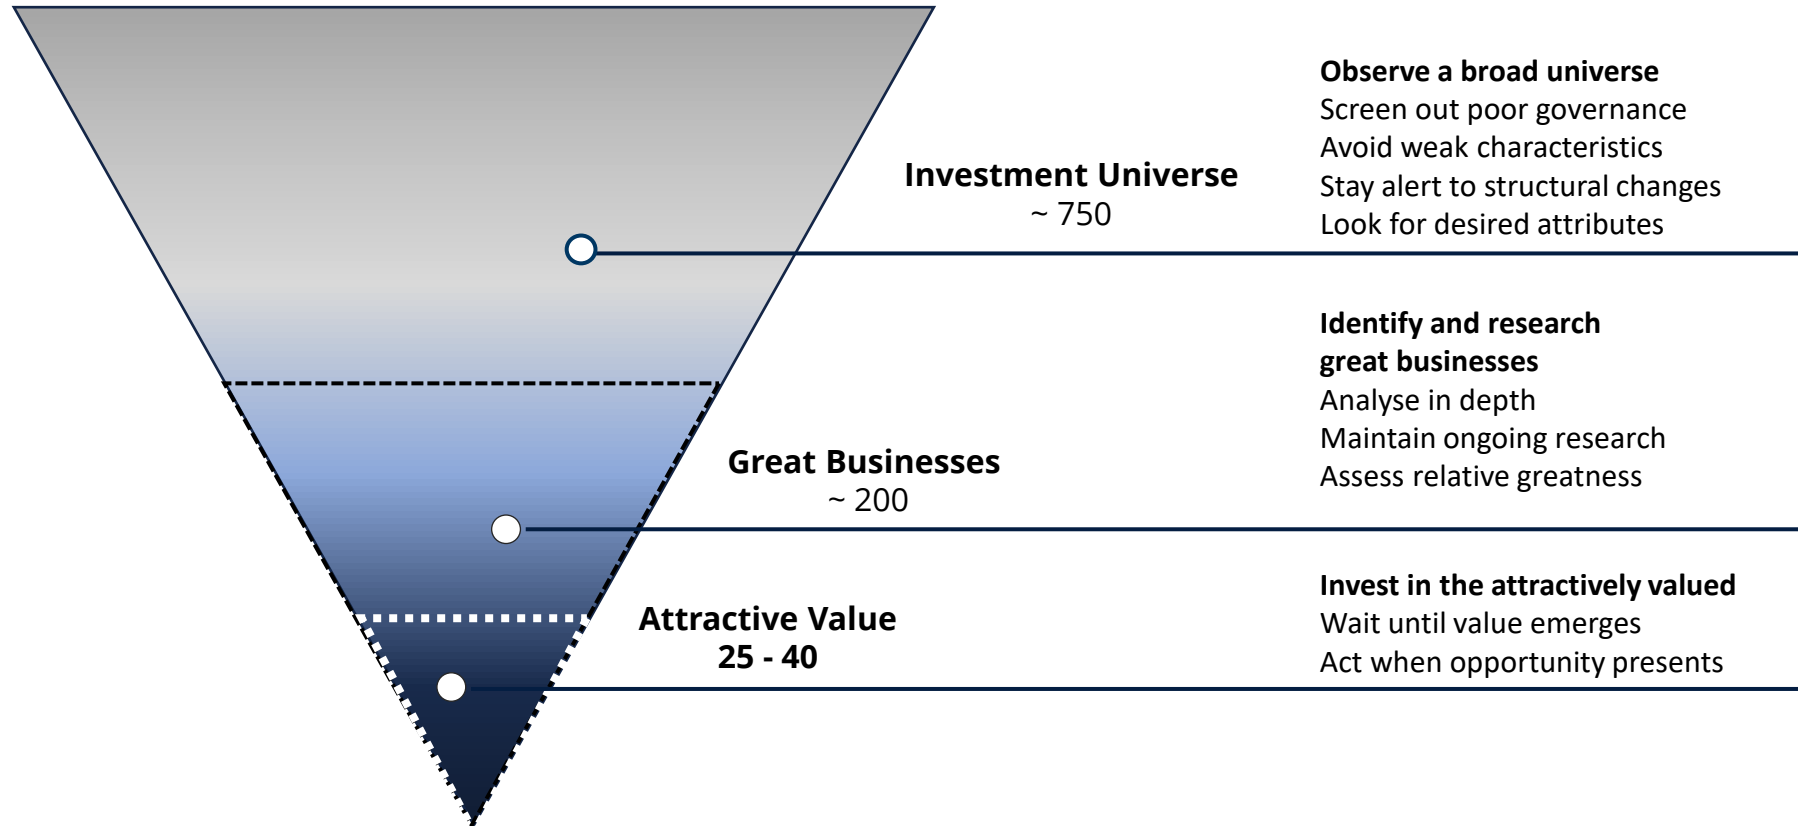 Observe a broad universe
Screen out poor governance
Avoid weak characteristics
Stay alert to structural changes
Look for desired attributes
Investment Universe
~ 750
Identify and research
great businesses
Analyse in depth
Maintain ongoing research
Assess relative greatness
Great Businesses
~ 200
Invest in the attractively valued
Wait until value emerges
Act when opportunity presents
Attractive Value
25 - 40